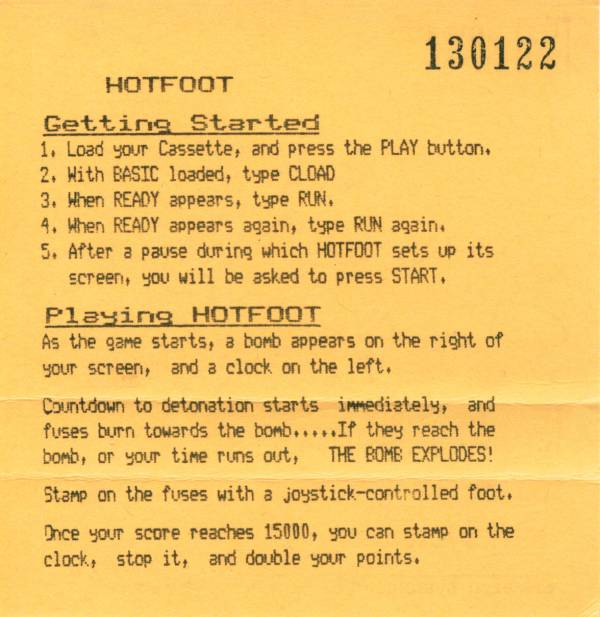 130122
HOTFOOT
Getting Started
1. Load your Cassette, and press the PLAY button.
2. With BASIC loaded, type CLOAD
3. When READY appears, type RUN.
4. When READY appears again, type RUN again.
5. After a pause during which HOTFOOT sets up its
screen, you will be asked to press START.
Playing HOTFOOT
As the game starts, a bomb appears on the right of
your screen, and a clock on the left.
Countdown to detonation starts immediately, and
fuses burn towards the bomb.....If they reach the
bomb, or your time runs out, THE BOMB EXPLODES!
Stamp on the fuses with a joystick-controlled foot.
Once your score reaches 15000, you can stamp on the
clock, stop it, and double your points.